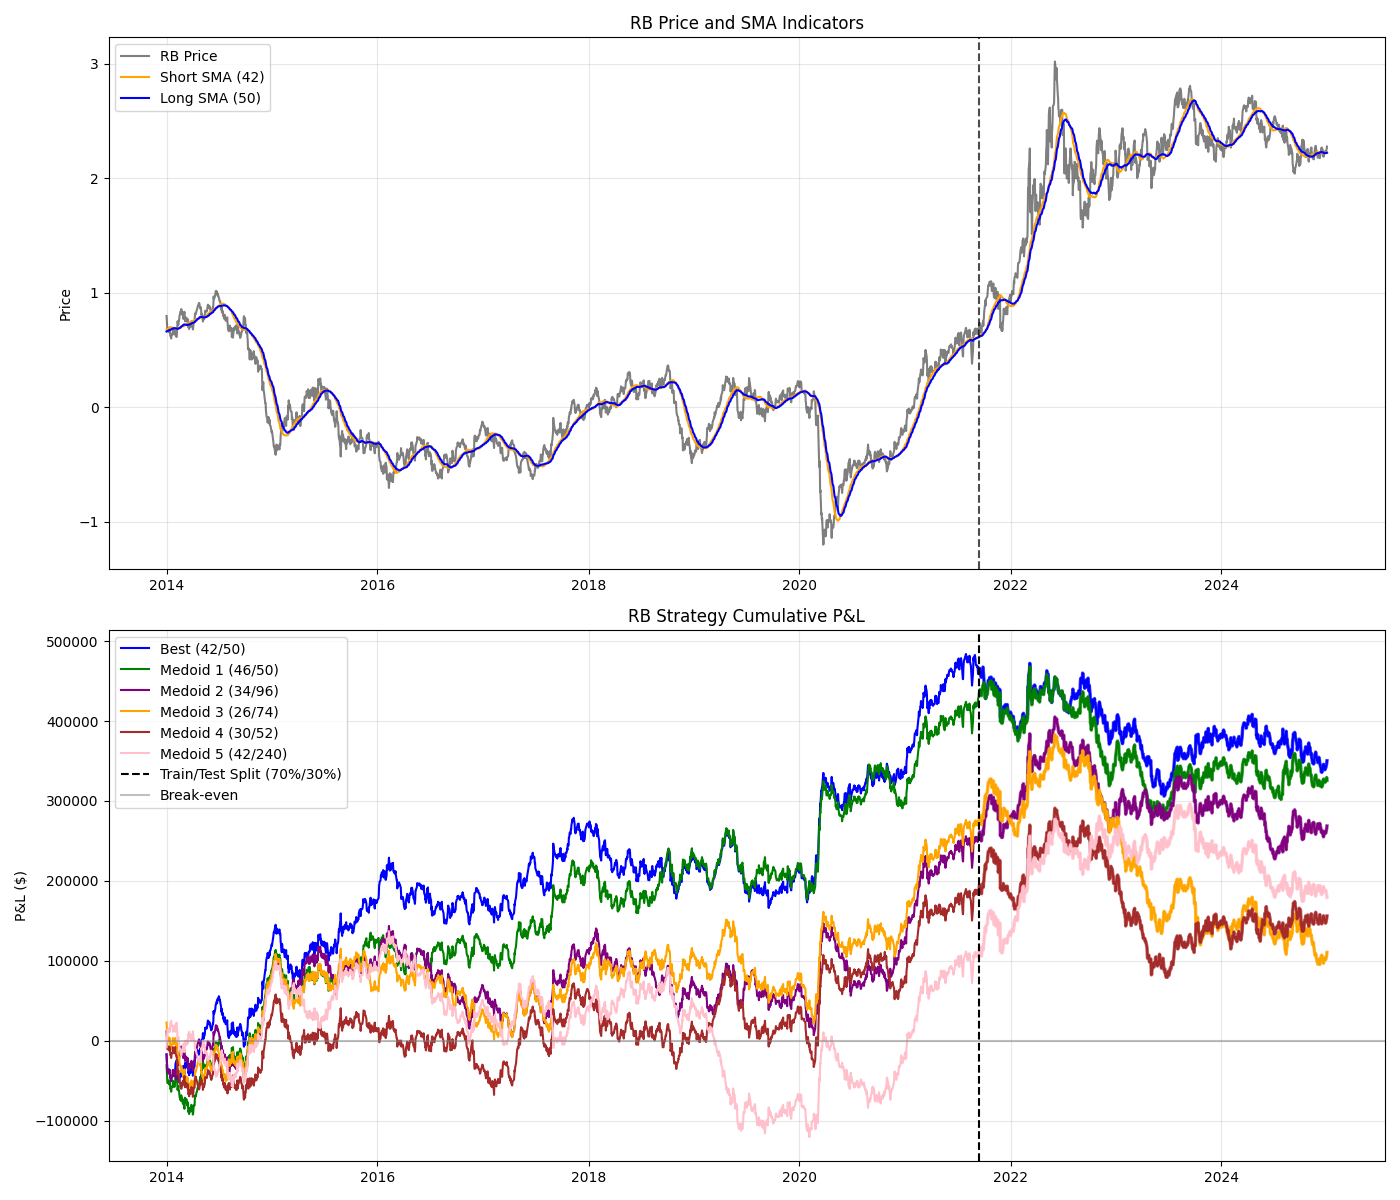 RB Price and SMA Indicators
RB Price
Short SMA (42)
Long SMA (50)
Price
3
2
1
0
−1
2014 2016 2018 2020 2022 2024
RB Strategy Cumulative P&L
Best (42/50)
Medoid 1 (46/50)
Medoid 2 (34/96)
Medoid 3 (26/74)
Medoid 4 (30/52)
Medoid 5 (42/240)
Train/Test Split (70%/30%)
Break-even
P&L ($)
500000
400000
300000
200000
100000
0
−100000
2014 2016 2018 2020 2022 2024